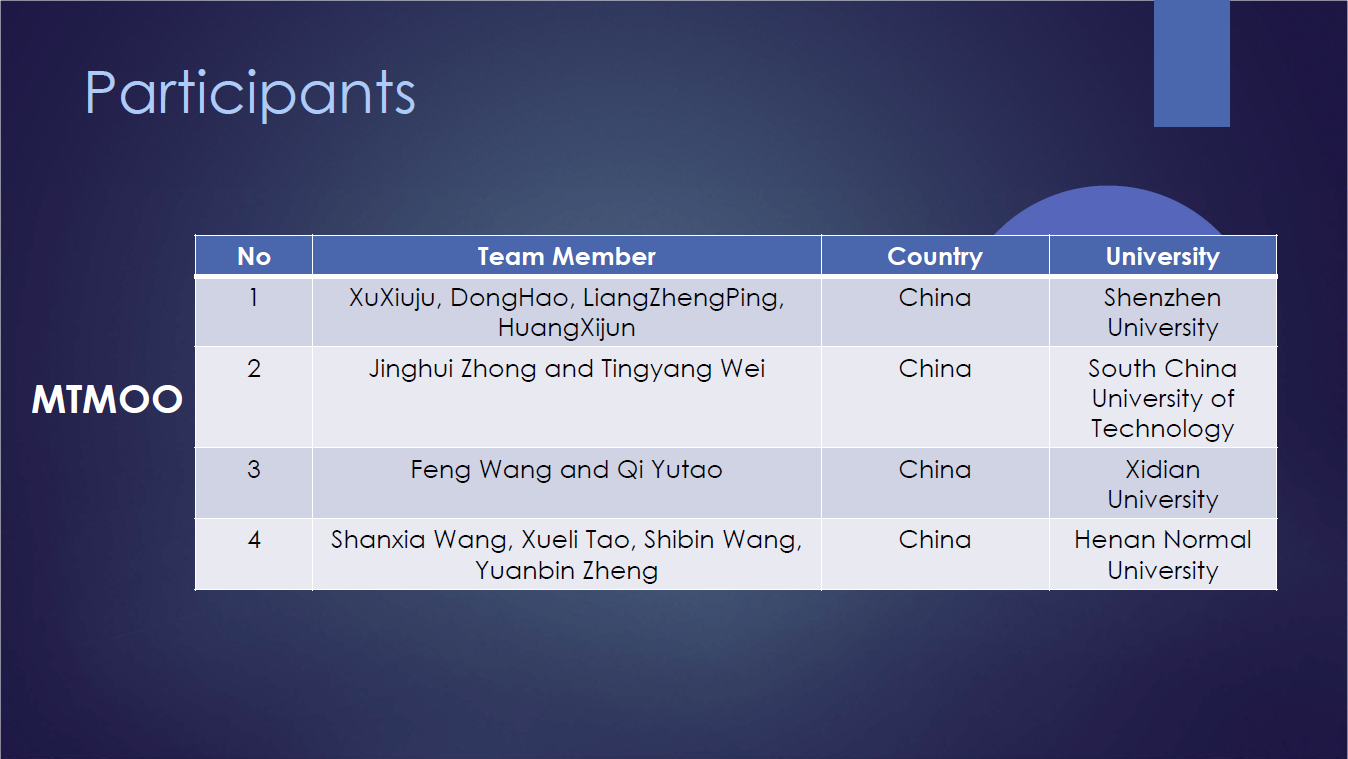 Participants
No Team Member Country University
1 XuXiuju, DongHao, LiangZhengPing, China Shenzhen
HuangXijun University
2 Jinghui Zhong and Tingyang Wei China South China
MTMOO University of
Technology
3 Feng Wang and Qi Yutao China Xidian
University
4 Shanxia Wang, Xueli Tao, Shibin Wang, China Henan Normal
Yuanbin Zheng University